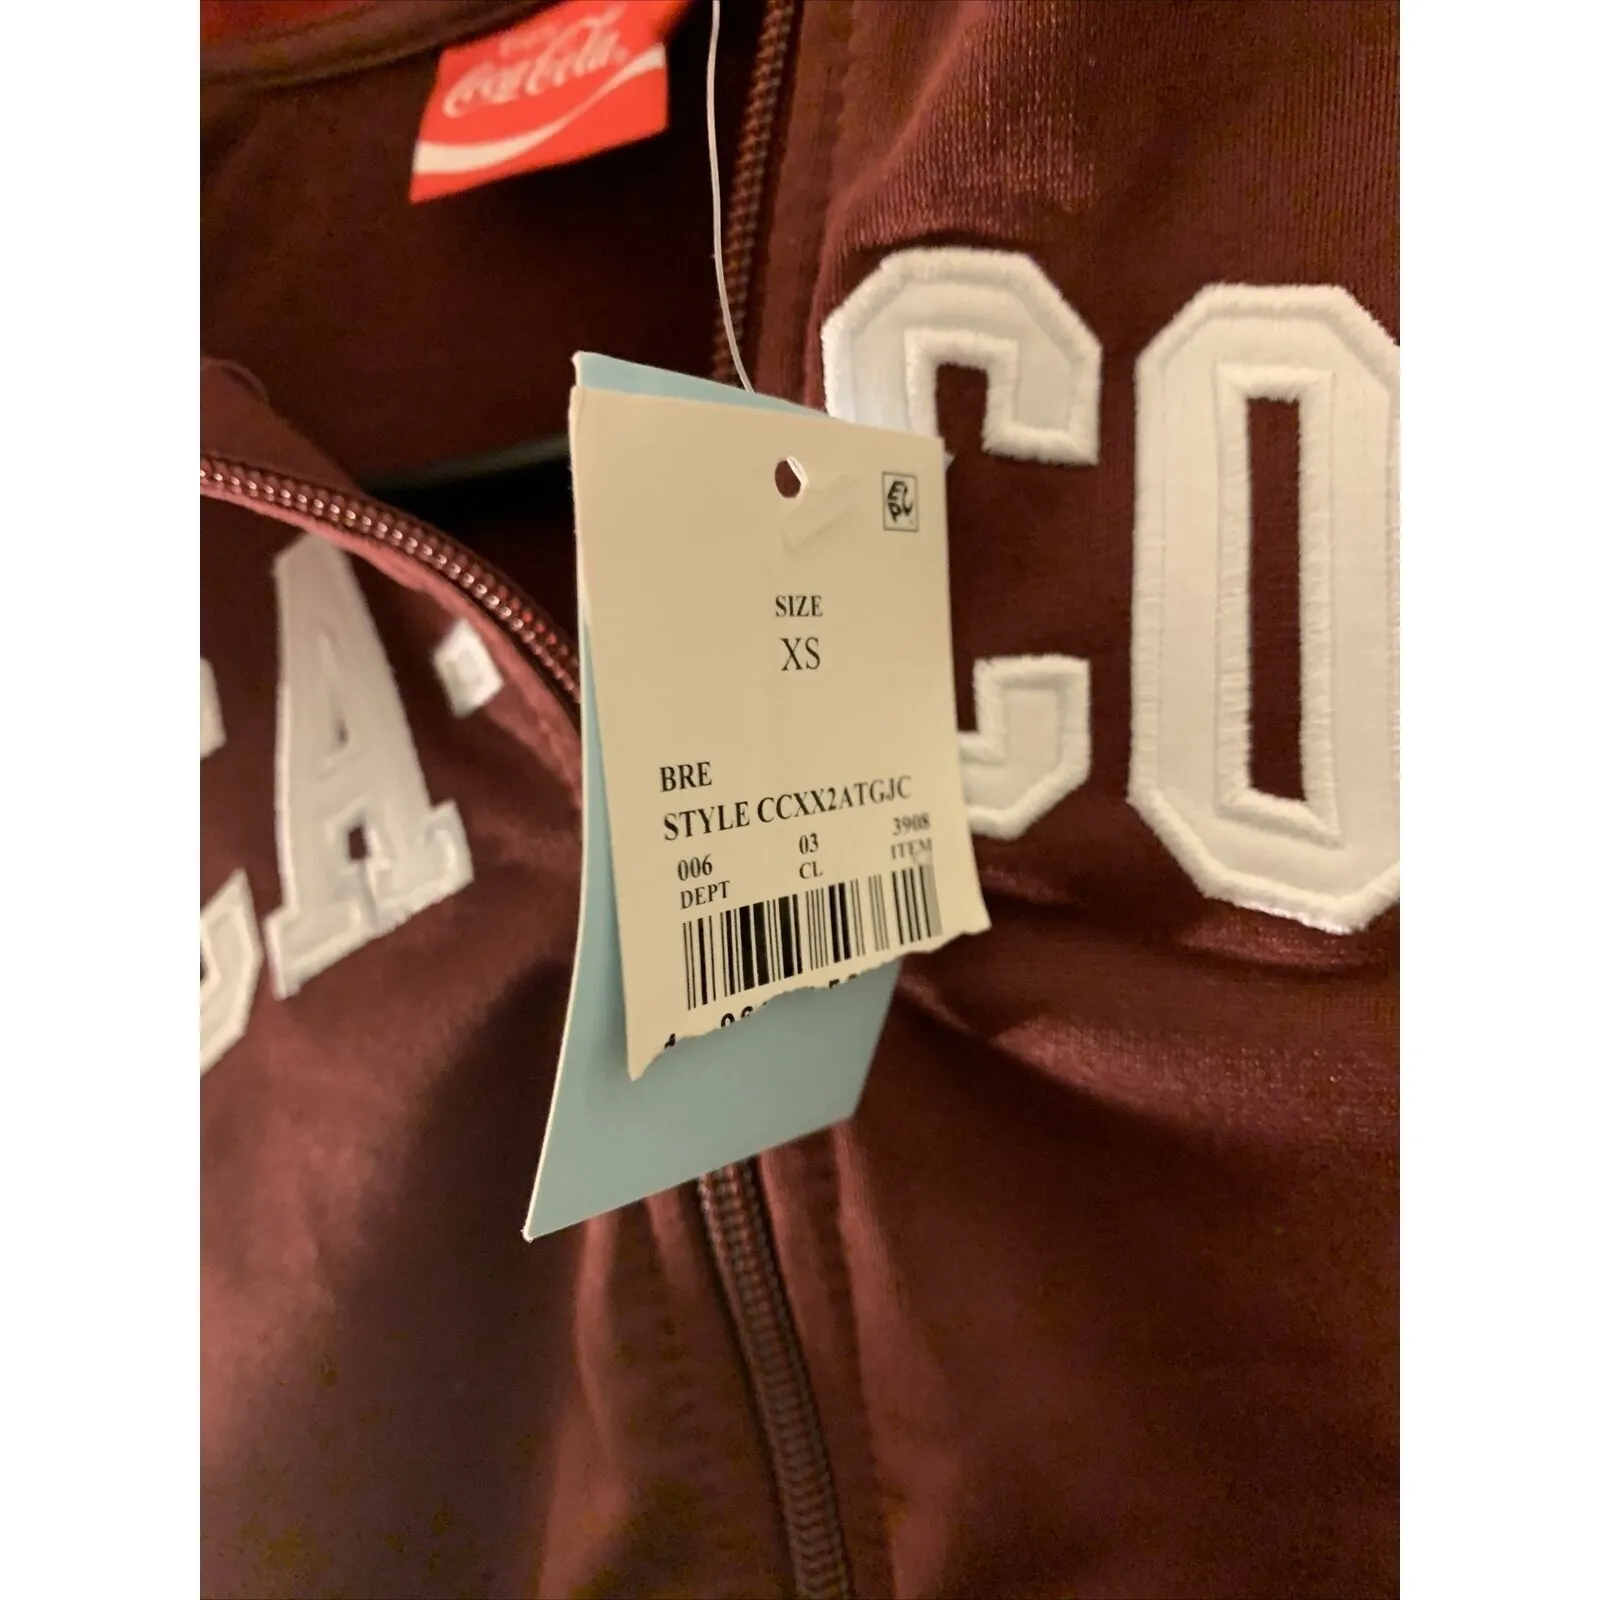 Coca-Cola
CO
CA
SIZE
XS
BRE
STYLE CCXX2ATGJC
006 03 3908
DEPT CL ITEM